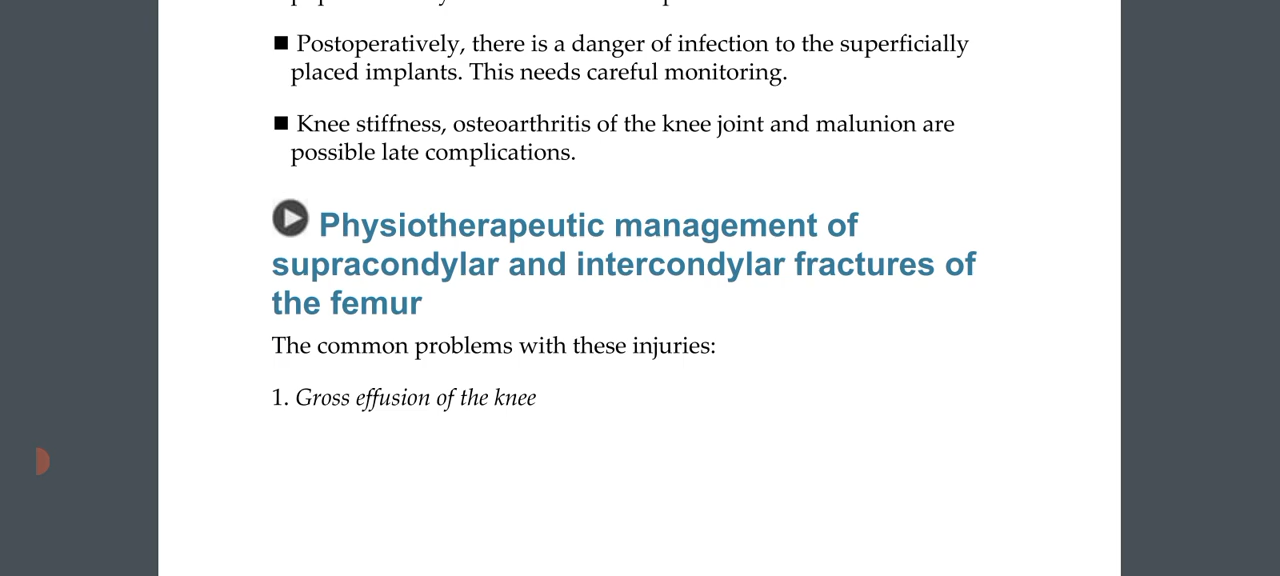 ■ Postoperatively, there is a danger of infection to the superficially
placed implants. This needs careful monitoring.
■ Knee stiffness, osteoarthritis of the knee joint and malunion are
possible late complications.
Physiotherapeutic management of
supracondylar and intercondylar fractures of
the femur
The common problems with these injuries:
1. Gross effusion of the knee